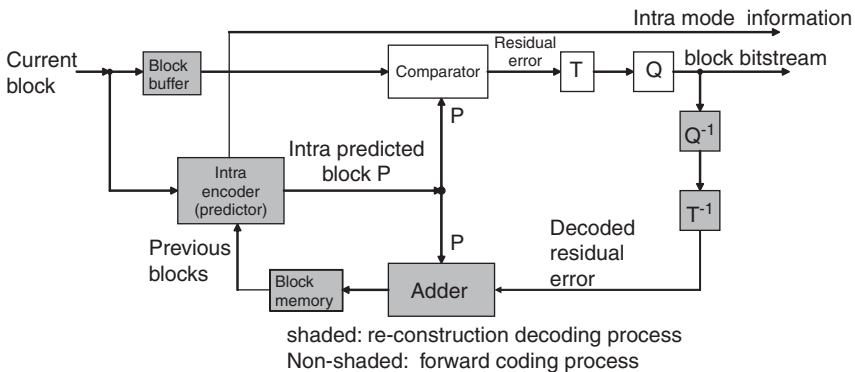 Intra mode information
Current
block
Block
buffer
Comparator
Residual
error
T
Q
block bitstream
P
Q-1
Intra
encoder
(predictor)
Intra predicted
block P
T-1
Previous
blocks
P
Decoded
residual
error
Block
memory
Adder
shaded: re-construction decoding process
Non-shaded: forward coding process